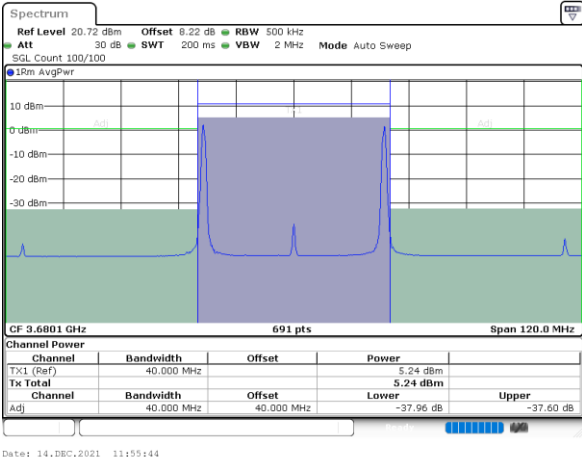 Spectrum
Ref Level 20.72 dBm Offset 8.22 dB RBW 500 kHz
Att 30 dB SWT 200 ms VBW 2 MHz Mode Auto Sweep
SGL Count 100/100
1Rm AvgPwr
10 dBm
Adj TX1 Adj
0 dBm
-10 dBm
-20 dBm
-30 dBm
CF 3.6801 GHz 691 pts Span 120.0 MHz
Channel Power
Channel Bandwidth Offset Power
TX1 (Ref) 40.000 MHz 5.24 dBm
Tx Total 5.24 dBm
Channel Bandwidth Offset Lower Upper
Adj 40.000 MHz 40.000 MHz -37.96 dB -37.60 dB
Ready
Date: 14.DEC.2021 11:55:44